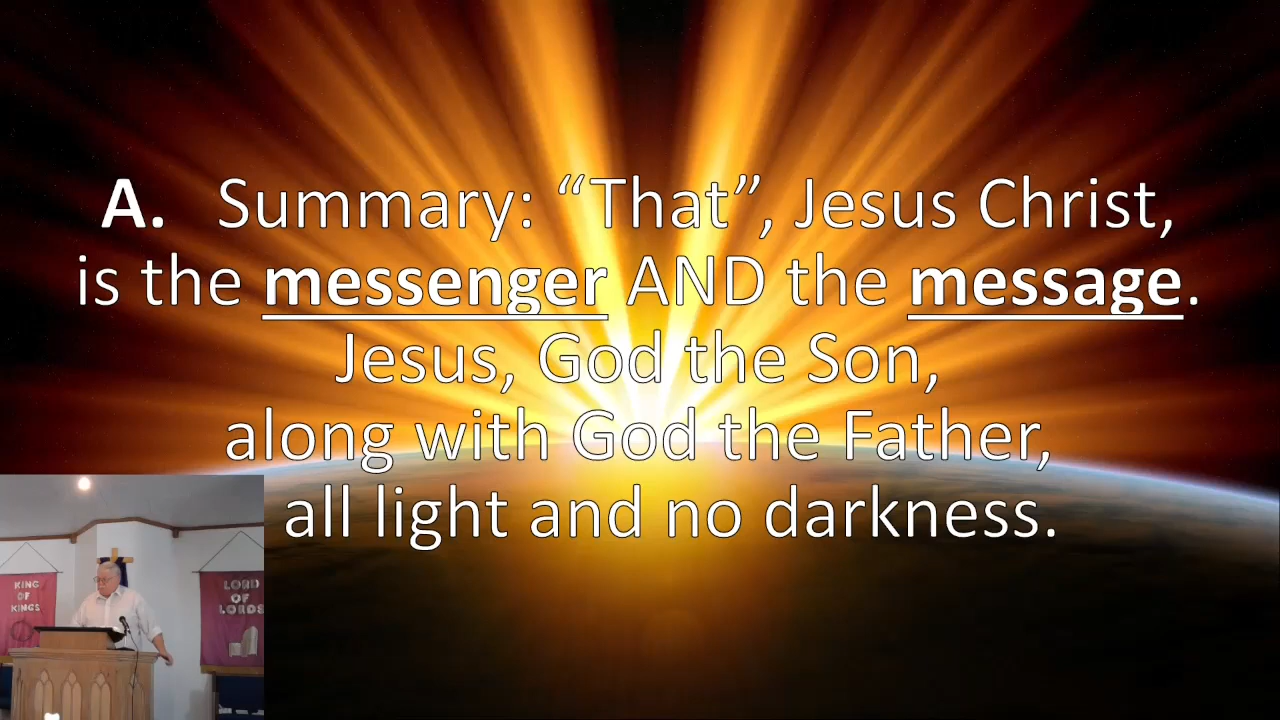 A. Summary: “That”, Jesus Christ,
is the messenger AND the message.
Jesus, God the Son,
along with God the Father,
all light and no darkness.
KING
OF
KINGS
LORD
OF
LORDS